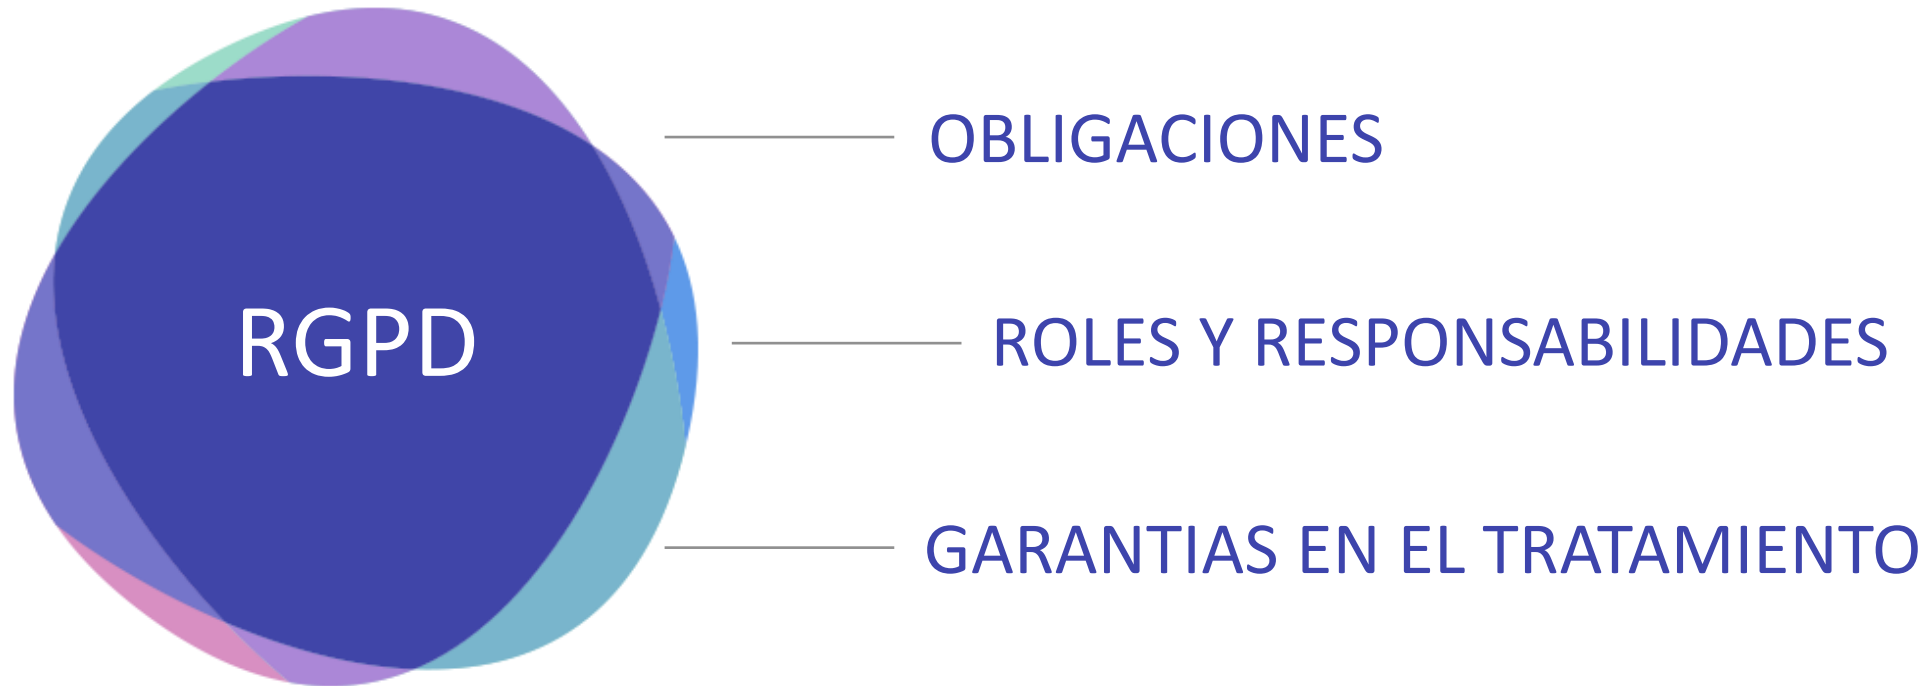 OBLIGACIONES
RGPD
ROLES Y RESPONSABILIDADES
GARANTIAS EN EL TRATAMIENTO